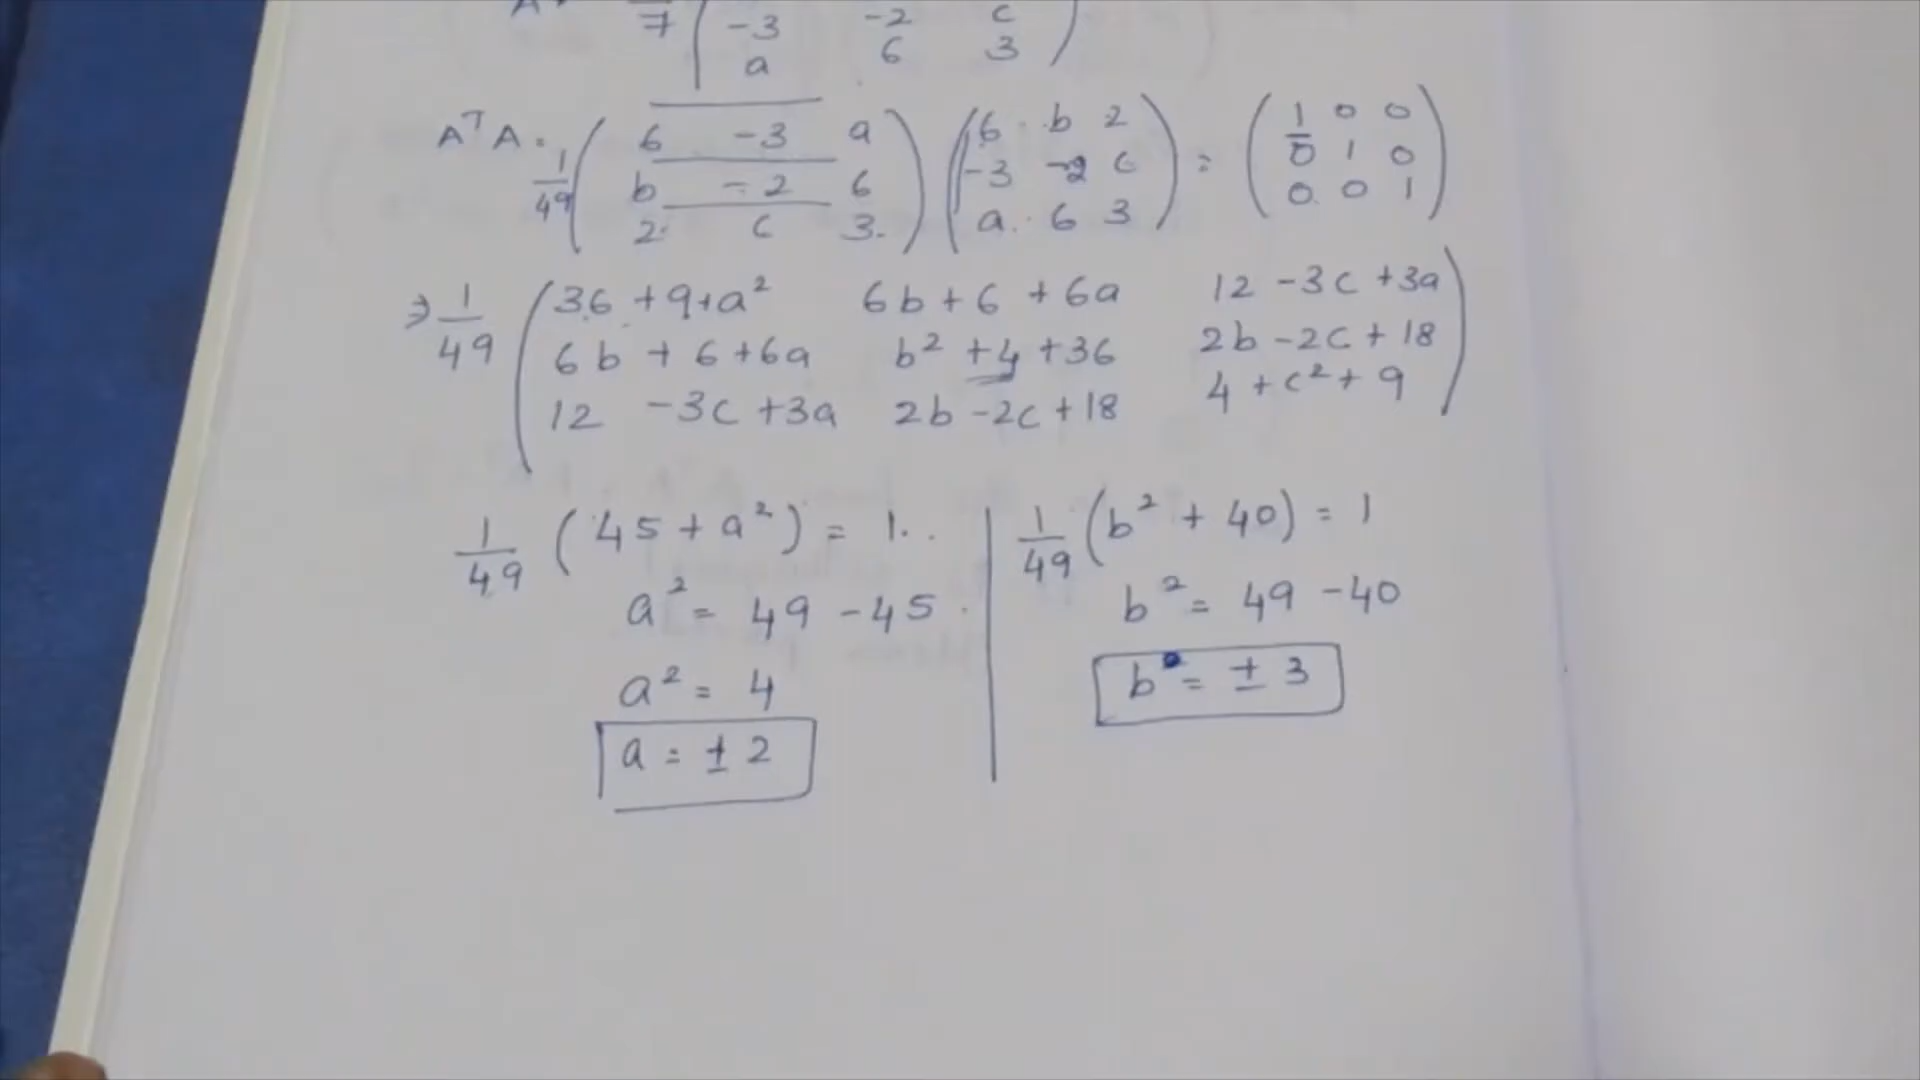 A
7 -3 -2 c
a 6 3
AᵀA = 1/49 ( 6 -3 a ) ( 6 b 2 ) = ( 1 0 0 )
b -2 6 -3 -2 c 0 1 0
2 c 3 a 6 3 0 0 1
⇒ 1/49 ( 36 + 9 + a² 6b + 6 + 6a 12 - 3c + 3a )
6b + 6 + 6a b² + 4 + 36 2b - 2c + 18
12 - 3c + 3a 2b - 2c + 18 4 + c² + 9
1/49 ( 45 + a² ) = 1..
a² = 49 - 45
a² = 4
a = ± 2
1/49 ( b² + 40 ) = 1
b² = 49 - 40
b = ± 3